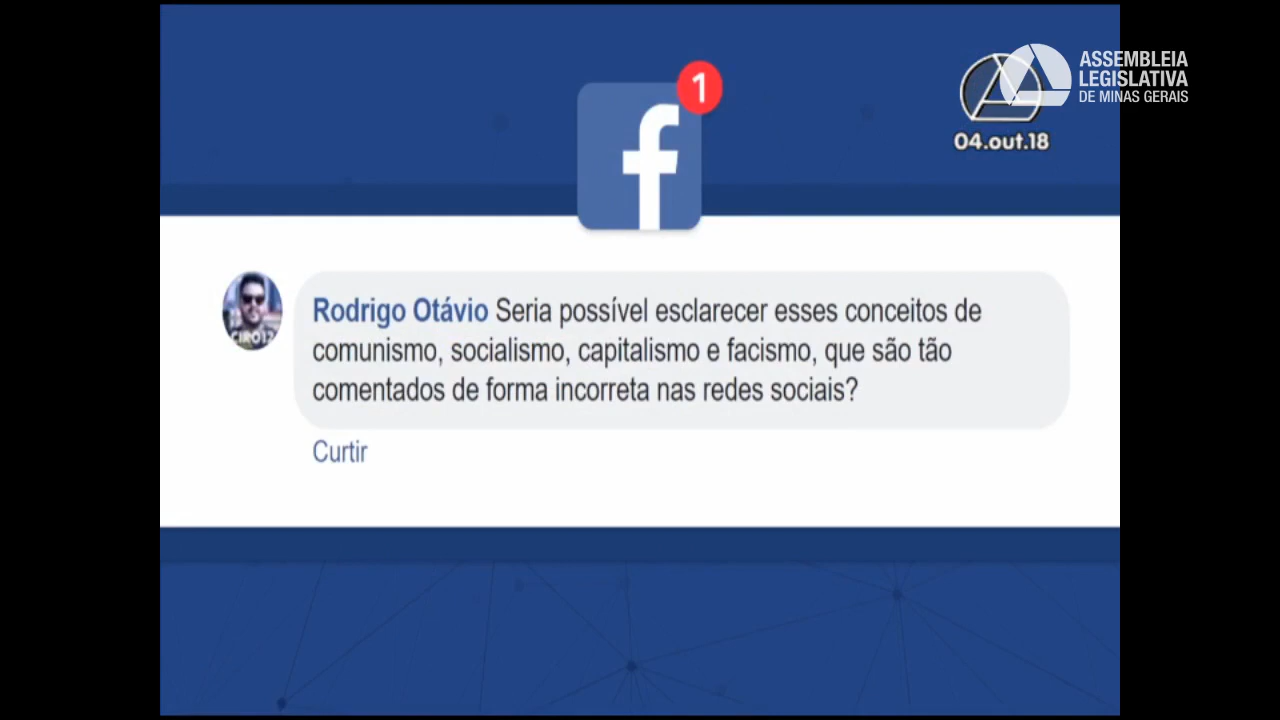 1
ASSEMBLEIA
LEGISLATIVA
DE MINAS GERAIS
04.out.18
Rodrigo Otávio Seria possível esclarecer esses conceitos de
comunismo, socialismo, capitalismo e facismo, que são tão
comentados de forma incorreta nas redes sociais?
CIRO12
Curtir